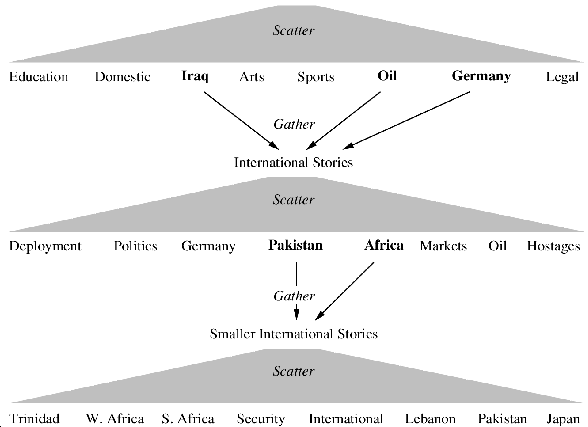 Scatter
Education Domestic Iraq Arts Sports Oil Germany Legal
Gather
International Stories
Scatter
Deployment Politics Germany Pakistan Africa Markets Oil Hostages
Gather
Smaller International Stories
Scatter
Trinidad W. Africa S. Africa Security International Lebanon Pakistan Japan